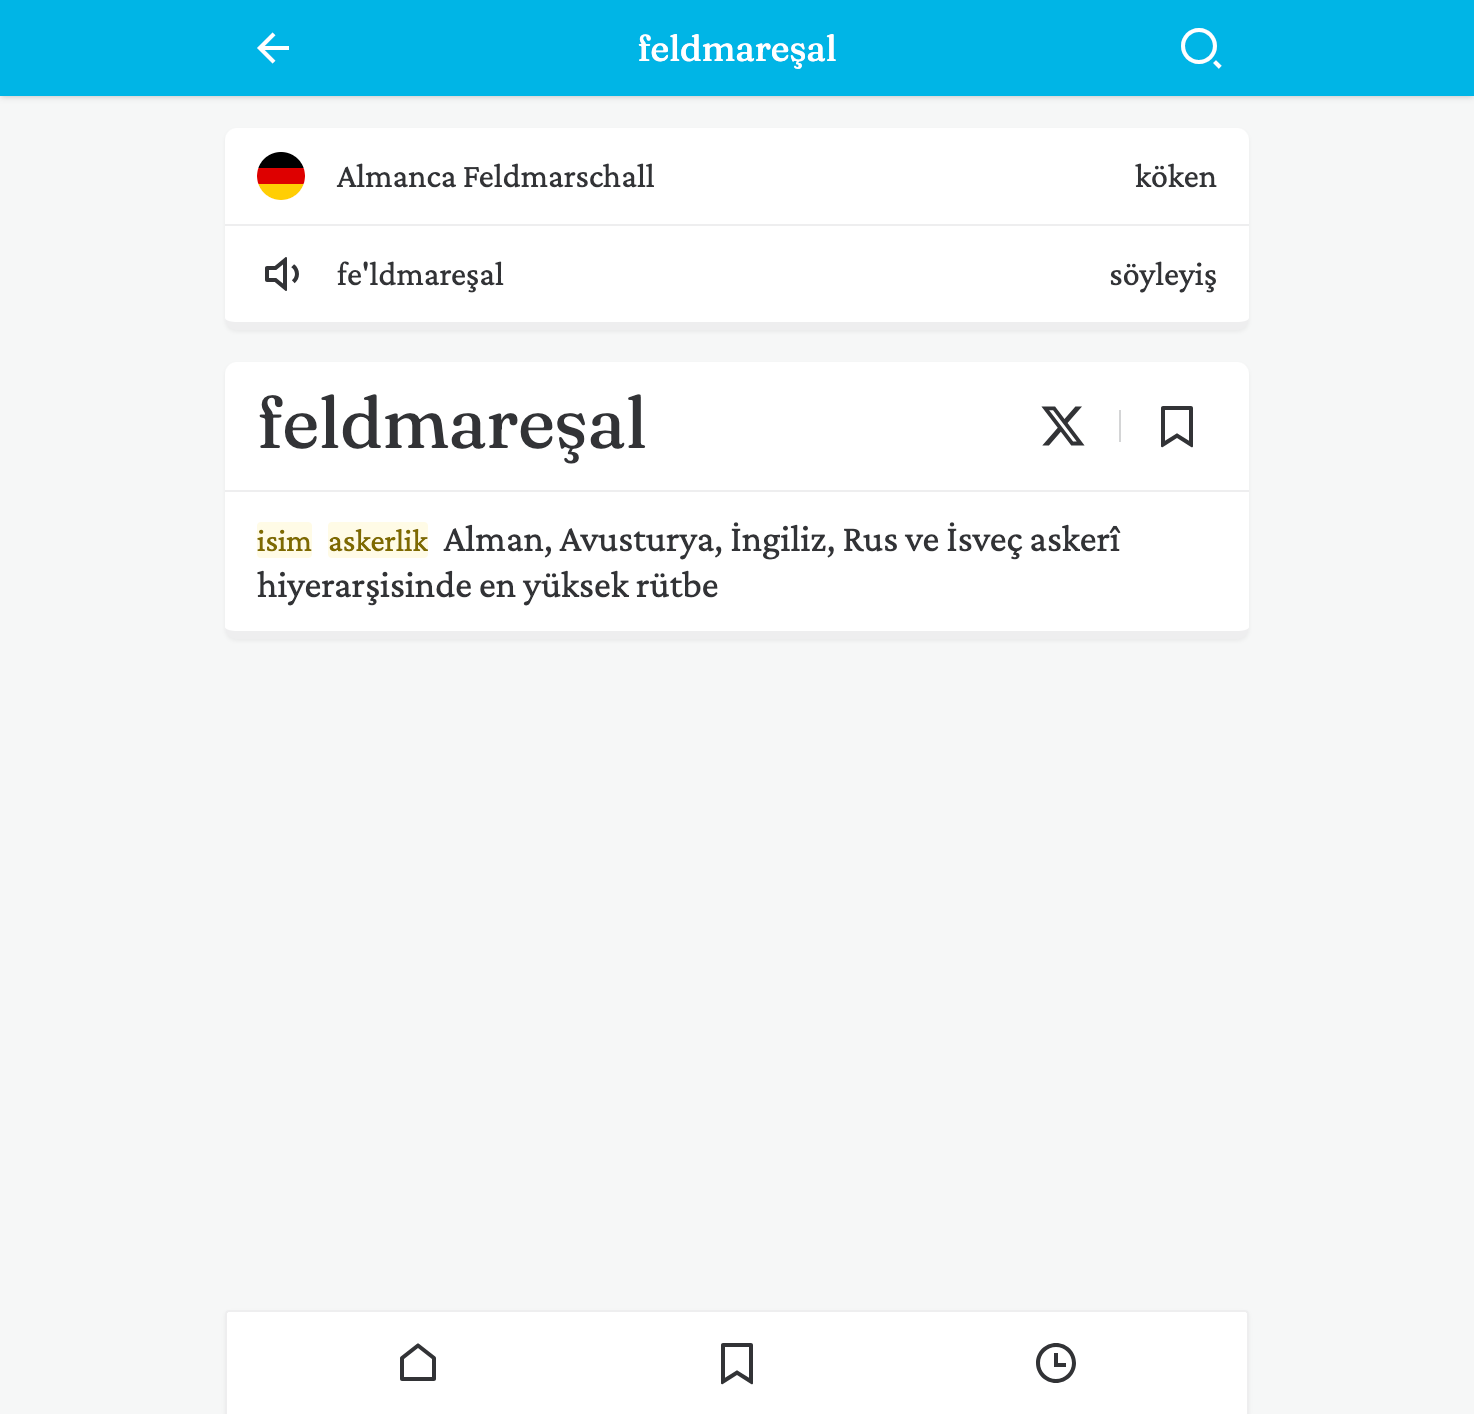 feldmareşal
Almanca Feldmarschall köken
fe'ldmareşal söyleyiş
feldmareşal
isim askerlik Alman, Avusturya, İngiliz, Rus ve İsveç askerî
hiyerarşisinde en yüksek rütbe